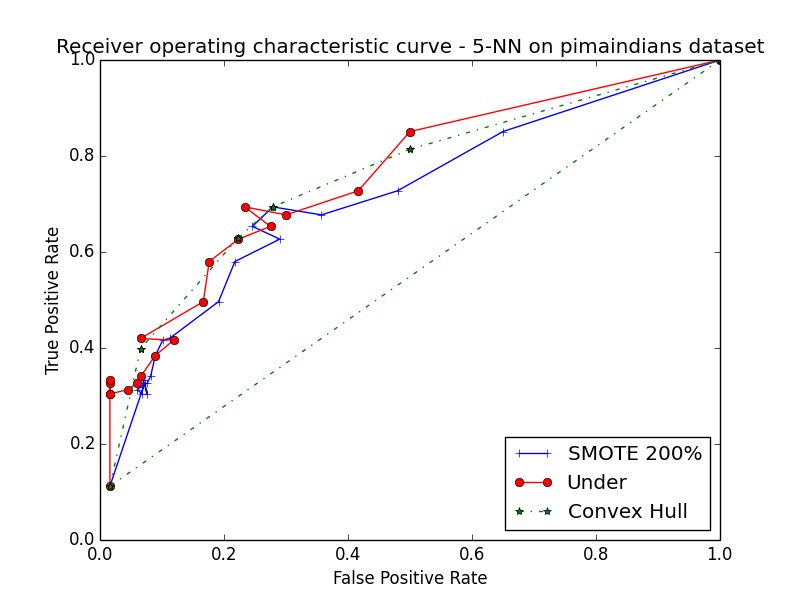 Receiver operating characteristic curve - 5-NN on pimaindians dataset
1.0
0.8
0.6
0.4
0.2
0.0
True Positive Rate
SMOTE 200%
Under
Convex Hull
0.0 0.2 0.4 0.6 0.8 1.0
False Positive Rate